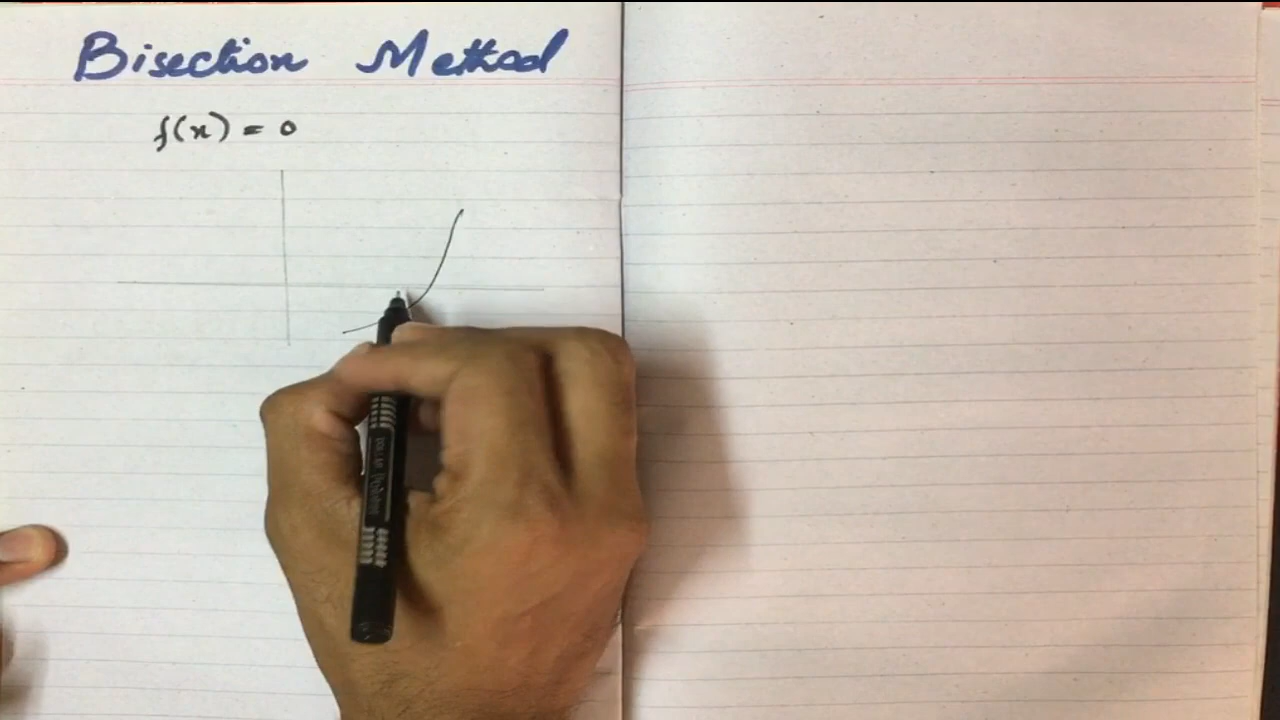 Bisection Method
f(x) = 0